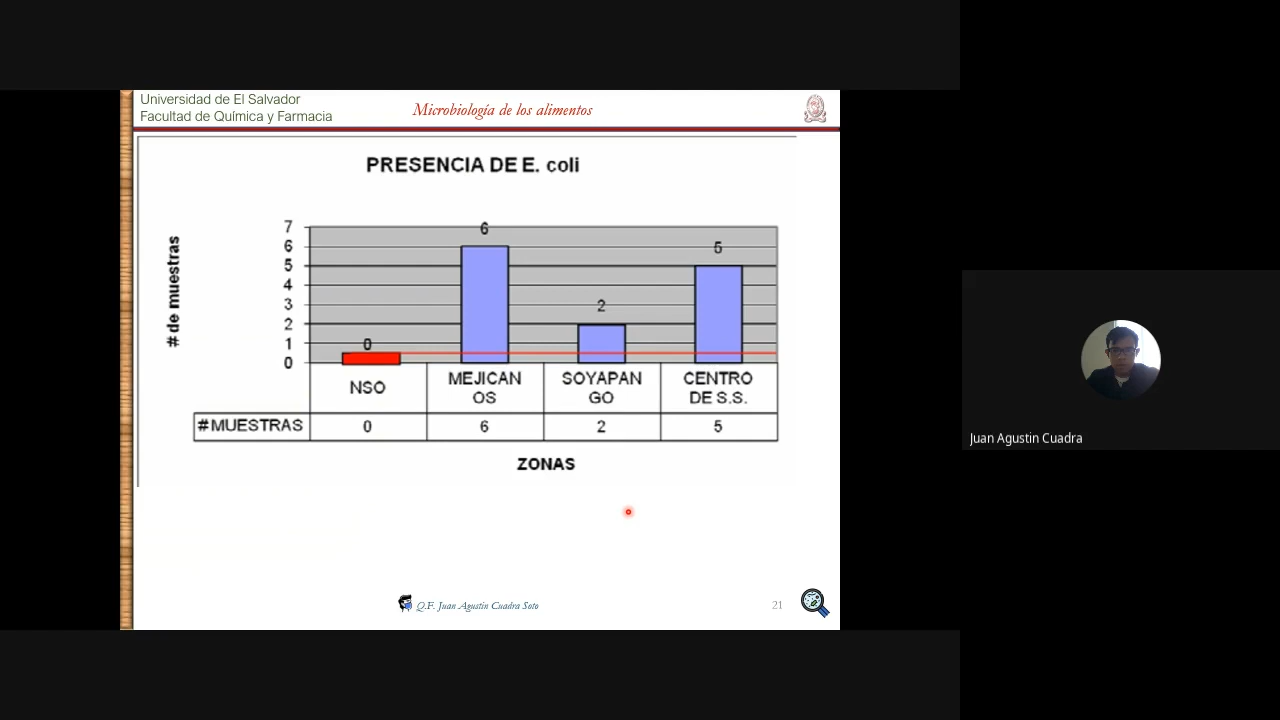 Universidad de El Salvador
Facultad de Química y Farmacia
Microbiología de los alimentos
PRESENCIA DE E. coli
# de muestras
7
6
5
4
3
2
1
0
0
6
2
5
NSO
MEJICAN
OS
SOYAPAN
GO
CENTRO
DE S.S.
#MUESTRAS 0 6 2 5
ZONAS
Q.F. Juan Agustín Cuadra Soto
21
Juan Agustin Cuadra